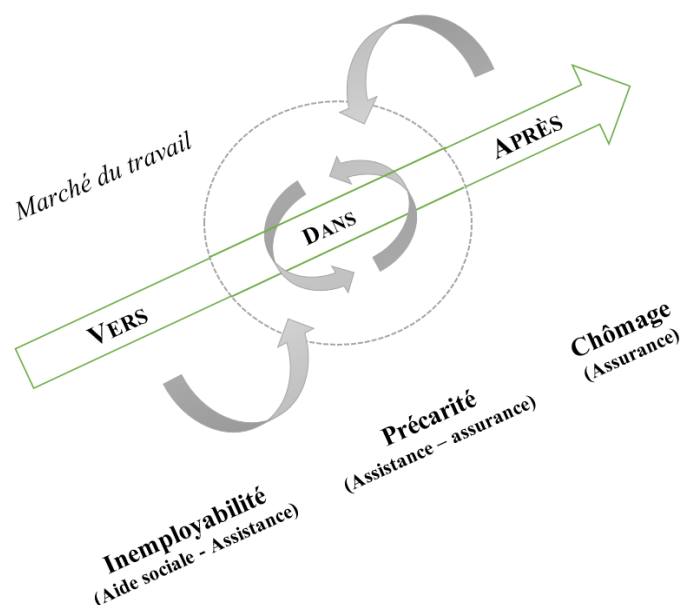 Marché du travail
VERS
DANS
APRÈS
Inemployabilité
(Aide sociale - Assistance)
Précarité
(Assistance – assurance)
Chômage
(Assurance)